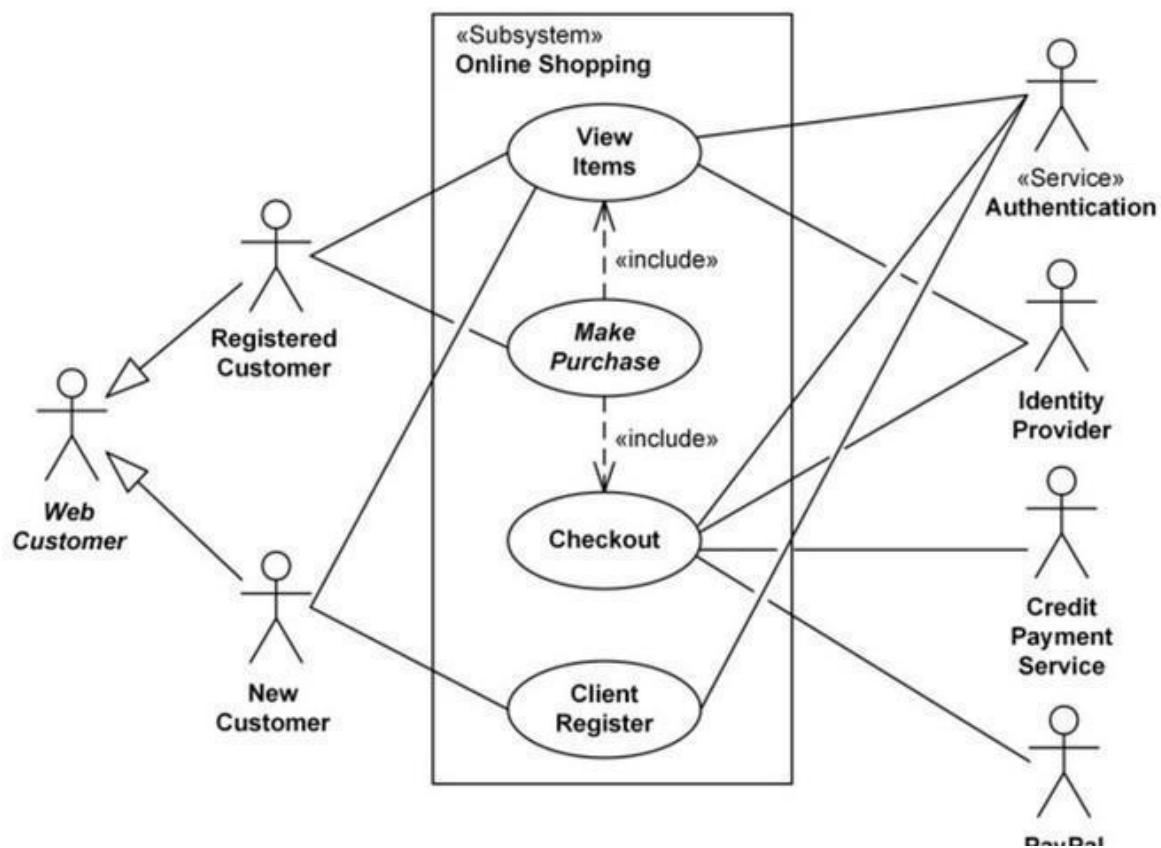 «Subsystem»
Online Shopping
View
Items
«include»
Make
Purchase
«include»
Checkout
Client
Register
Registered
Customer
Web
Customer
New
Customer
«Service»
Authentication
Identity
Provider
Credit
Payment
Service
PayPal